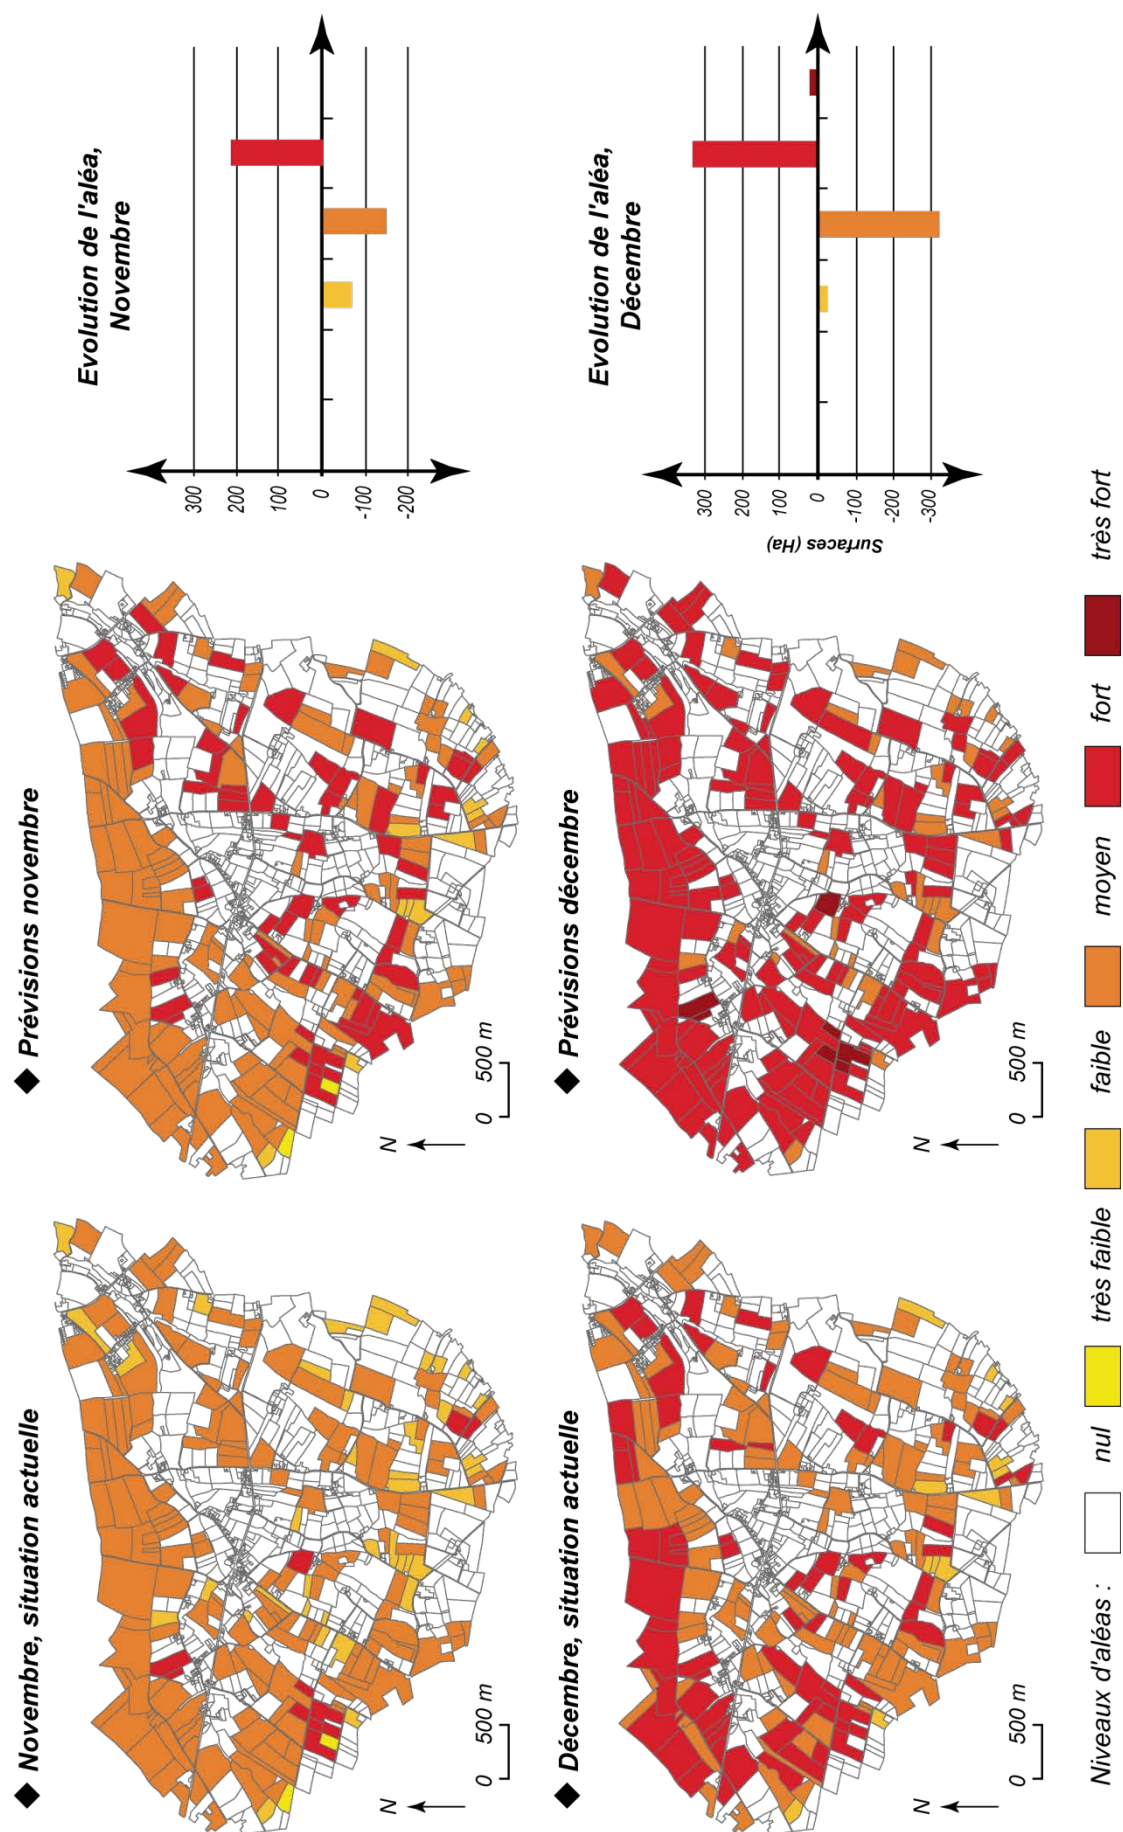 ◆ Novembre, situation actuelle
N
0 500 m
◆ Prévisions novembre
N
0 500 m
Evolution de l'aléa,
Novembre
300
200
100
0
-100
-200
◆ Décembre, situation actuelle
N
0 500 m
◆ Prévisions décembre
N
0 500 m
Evolution de l'aléa,
Décembre
Surfaces (Ha)
300
200
100
0
-100
-200
-300
Niveaux d'aléas : nul très faible faible moyen fort très fort